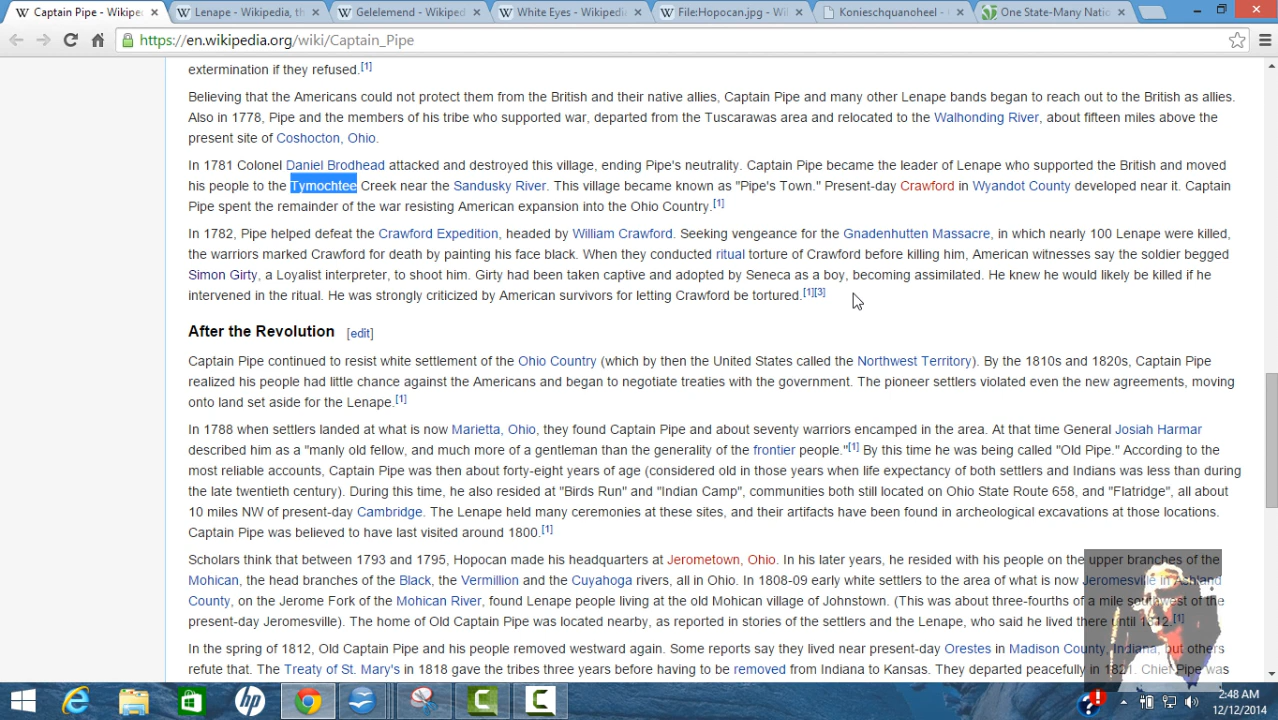 Captain Pipe - Wikipe
Lenape - Wikipedia, th
Gelelemend - Wikiped
White Eyes - Wikipedi
File:Hopocan.jpg - Wi
Konieschquanoheel -
One State-Many Natio
https://en.wikipedia.org/wiki/Captain_Pipe
extermination if they refused.[1]
Believing that the Americans could not protect them from the British and their native allies, Captain Pipe and many other Lenape bands began to reach out to the British as allies.
Also in 1778, Pipe and the members of his tribe who supported war, departed from the Tuscarawas area and relocated to the Walhonding River, about fifteen miles above the
present site of Coshocton, Ohio.
In 1781 Colonel Daniel Brodhead attacked and destroyed this village, ending Pipe's neutrality. Captain Pipe became the leader of Lenape who supported the British and moved
his people to the Tymochtee Creek near the Sandusky River. This village became known as "Pipe's Town." Present-day Crawford in Wyandot County developed near it. Captain
Pipe spent the remainder of the war resisting American expansion into the Ohio Country.[1]
In 1782, Pipe helped defeat the Crawford Expedition, headed by William Crawford. Seeking vengeance for the Gnadenhutten Massacre, in which nearly 100 Lenape were killed,
the warriors marked Crawford for death by painting his face black. When they conducted ritual torture of Crawford before killing him, American witnesses say the soldier begged
Simon Girty, a Loyalist interpreter, to shoot him. Girty had been taken captive and adopted by Seneca as a boy, becoming assimilated. He knew he would likely be killed if he
intervened in the ritual. He was strongly criticized by American survivors for letting Crawford be tortured.[1][3]
After the Revolution [edit]
Captain Pipe continued to resist white settlement of the Ohio Country (which by then the United States called the Northwest Territory). By the 1810s and 1820s, Captain Pipe
realized his people had little chance against the Americans and began to negotiate treaties with the government. The pioneer settlers violated even the new agreements, moving
onto land set aside for the Lenape.[1]
In 1788 when settlers landed at what is now Marietta, Ohio, they found Captain Pipe and about seventy warriors encamped in the area. At that time General Josiah Harmar
described him as a "manly old fellow, and much more of a gentleman than the generality of the frontier people."[1] By this time he was being called "Old Pipe." According to the
most reliable accounts, Captain Pipe was then about forty-eight years of age (considered old in those years when life expectancy of both settlers and Indians was less than during
the late twentieth century). During this time, he also resided at "Birds Run" and "Indian Camp", communities both still located on Ohio State Route 658, and "Flatridge", all about
10 miles NW of present-day Cambridge. The Lenape held many ceremonies at these sites, and their artifacts have been found in archeological excavations at those locations.
Captain Pipe was believed to have last visited around 1800.[1]
Scholars think that between 1793 and 1795, Hopocan made his headquarters at Jerometown, Ohio. In his later years, he resided with his people on the upper branches of the
Mohican, the head branches of the Black, the Vermillion and the Cuyahoga rivers, all in Ohio. In 1808-09 early white settlers to the area of what is now Jeromesville in Ashland
County, on the Jerome Fork of the Mohican River, found Lenape people living at the old Mohican village of Johnstown. (This was about three-fourths of a mile southwest of the
present-day Jeromesville). The home of Old Captain Pipe was located nearby, as reported in stories of the settlers and the Lenape, who said he lived there until 1812.[1]
In the spring of 1812, Old Captain Pipe and his people removed westward again. Some reports say they lived near present-day Orestes in Madison County, Indiana, but others
refute that. The Treaty of St. Mary's in 1818 gave the tribes three years before having to be removed from Indiana to Kansas. They departed peacefully in 1821. Chief Pipe was
2:48 AM
12/12/2014